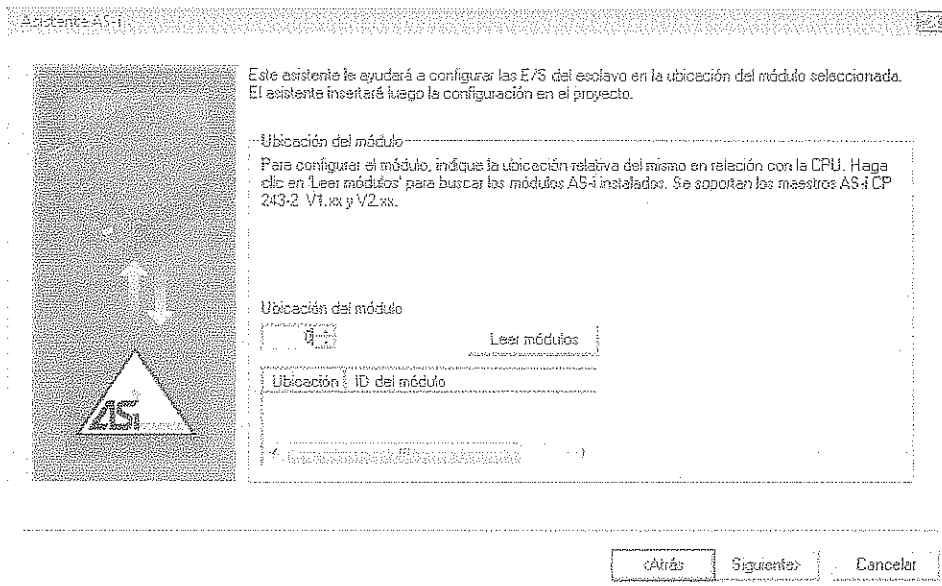 Asistente AS-i
Este asistente le ayudará a configurar las E/S del esclavo en la ubicación del módulo seleccionada.
El asistente insertará luego la configuración en el proyecto.
Ubicación del módulo
Para configurar el módulo, indique la ubicación relativa del mismo en relación con la CPU. Haga
clic en 'Leer módulos' para buscar los módulos AS-i instalados. Se soportan los maestros AS-i CP
243-2 V1.xx y V2.xx.
Ubicación del módulo
0
Leer módulos
Ubicación ID del módulo
ASi
<Atrás Siguiente> Cancelar